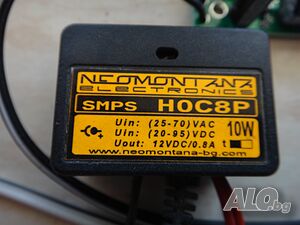 NEOMONTANA
ELECTRONICS
SMPS H0C8P
Uin: (25-70)VAC
Uin: (20-95)VDC 10W
Uout: 12VDC/0.8A t
www.neomontana-bg.com
ALO.bg